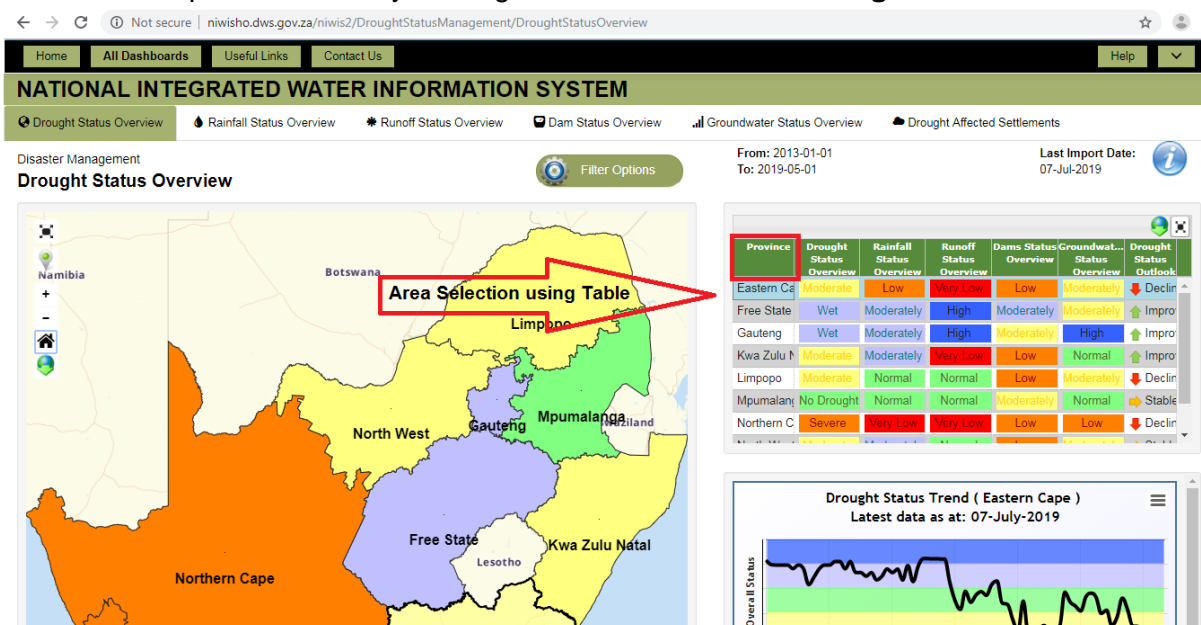 Not secure | niwisho.dws.gov.za/niwis2/DroughtStatusManagement/DroughtStatusOverview
Home All Dashboards Useful Links Contact Us Help
NATIONAL INTEGRATED WATER INFORMATION SYSTEM
Drought Status Overview Rainfall Status Overview Runoff Status Overview Dam Status Overview Groundwater Status Overview Drought Affected Settlements
Disaster Management
Drought Status Overview
Filter Options
From: 2013-01-01
To: 2019-05-01
Last Import Date:
07-Jul-2019
Namibia
Botswana
Area Selection using Table
Limpopo
Mpumalanga
Gauteng
North West
Free State
Kwa Zulu Natal
Lesotho
Northern Cape
Province Drought Status Overview Rainfall Status Overview Runoff Status Overview Dams Status Overview Groundwat... Status Overview Drought Status Outlook
Eastern Ca Moderate Low Very Low Low Moderately Declin
Free State Wet Moderately High Moderately Moderately Impro
Gauteng Wet Moderately High Moderately High Impro
Kwa Zulu N Moderate Moderately Very Low Low Normal Impro
Limpopo Moderate Normal Normal Low Moderately Declin
Mpumalang No Drought Normal Normal Moderately Normal Stable
Northern C Severe Very Low Very Low Low Low Declin
Drought Status Trend ( Eastern Cape )
Latest data as at: 07-July-2019
Overall Status